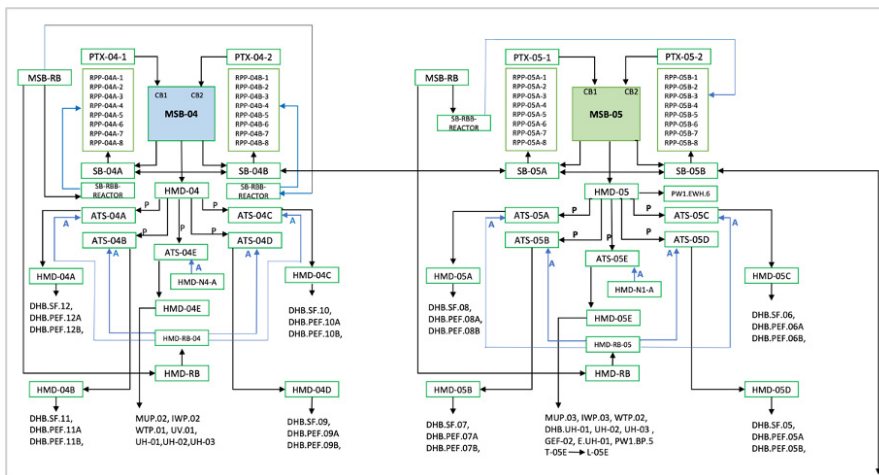 PTX-04-1
PTX-04-2
MSB-RB
RPP-04A-1
RPP-04A-2
RPP-04A-3
RPP-04A-4
RPP-04A-5
RPP-04A-6
RPP-04A-7
RPP-04A-8
CB1
CB2
MSB-04
RPP-04B-1
RPP-04B-2
RPP-04B-3
RPP-04B-4
RPP-04B-5
RPP-04B-6
RPP-04B-7
RPP-04B-8
SB-04A
SB-04B
SB-RBB-
REACTOR
HMD-04
SB-RBB-
REACTOR
ATS-04A
P
P
ATS-04C
A
A
ATS-04B
P
P
P
ATS-04D
ATS-04E
A
A
A
HMD-04A
HMD-N4-A
HMD-04C
DHB.SF.12,
DHB.PEF.12A
DHB.PEF.12B,
HMD-04E
DHB.SF.10,
DHB.PEF.10A
DHB.PEF.10B,
HMD-RB-04
HMD-RB
HMD-04B
HMD-04D
DHB.SF.11,
DHB.PEF.11A
DHB.PEF.11B,
MUP.02, IWP.02
WTP.01, UV.01,
UH-01,UH-02,UH-03
DHB.SF.09,
DHB.PEF.09A
DHB.PEF.09B,
PTX-05-1
PTX-05-2
MSB-RB
SB-RBB-
REACTOR
RPP-05A-1
RPP-05A-2
RPP-05A-3
RPP-05A-4
RPP-05A-5
RPP-05A-6
RPP-05A-7
RPP-05A-8
CB1
CB2
MSB-05
RPP-05B-1
RPP-05B-2
RPP-05B-3
RPP-05B-4
RPP-05B-5
RPP-05B-6
RPP-05B-7
RPP-05B-8
SB-05A
SB-05B
HMD-05
PW1.EWH.6
ATS-05A
P
P
ATS-05C
A
A
ATS-05B
P
P
P
ATS-05D
ATS-05E
A
A
A
HMD-05A
HMD-N1-A
HMD-05C
DHB.SF.08,
DHB.PEF.08A,
DHB.PEF.08B
HMD-05E
DHB.SF.06,
DHB.PEF.06A
DHB.PEF.06B,
HMD-RB-05
HMD-RB
HMD-05B
HMD-05D
DHB.SF.07,
DHB.PEF.07A
DHB.PEF.07B,
MUP.03, IWP.03, WTP.02,
DHB.UH-01, UH-02, UH-03 ,
GEF-02, E.UH-01, PW1.BP.5
T-05E L-05E
DHB.SF.05,
DHB.PEF.05A
DHB.PEF.05B,